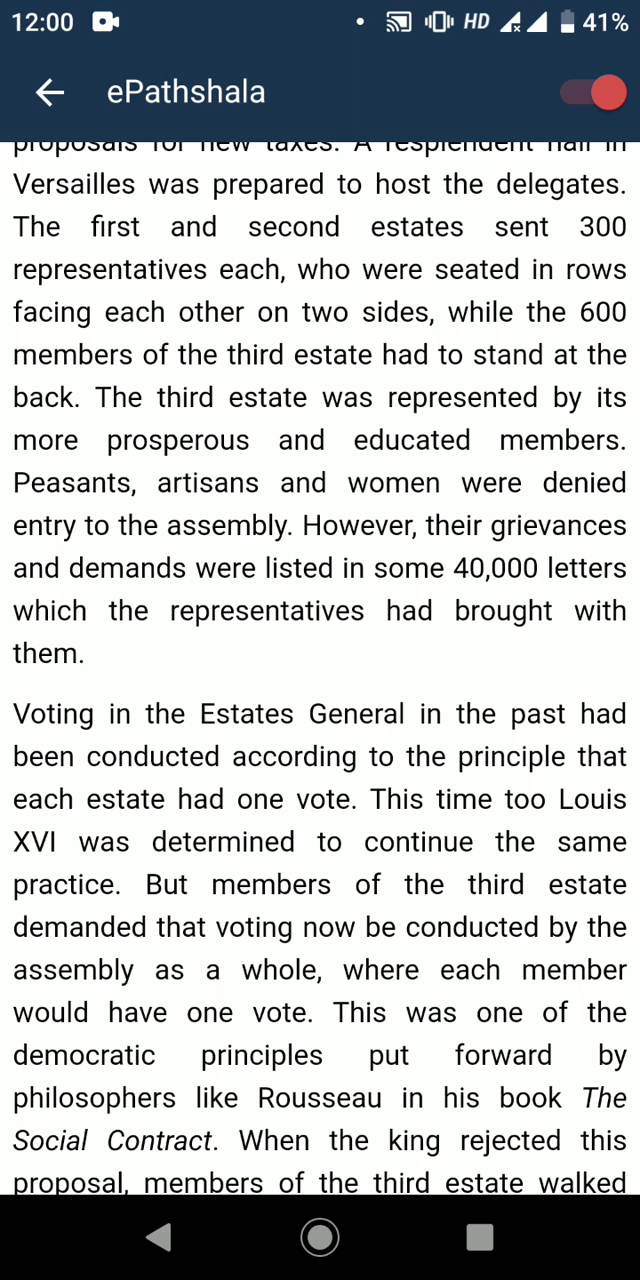 12:00 HD 41%
ePathshala
proposals for new taxes. A resplendent hall in
Versailles was prepared to host the delegates.
The first and second estates sent 300
representatives each, who were seated in rows
facing each other on two sides, while the 600
members of the third estate had to stand at the
back. The third estate was represented by its
more prosperous and educated members.
Peasants, artisans and women were denied
entry to the assembly. However, their grievances
and demands were listed in some 40,000 letters
which the representatives had brought with
them.
Voting in the Estates General in the past had
been conducted according to the principle that
each estate had one vote. This time too Louis
XVI was determined to continue the same
practice. But members of the third estate
demanded that voting now be conducted by the
assembly as a whole, where each member
would have one vote. This was one of the
democratic principles put forward by
philosophers like Rousseau in his book The
Social Contract. When the king rejected this
proposal, members of the third estate walked